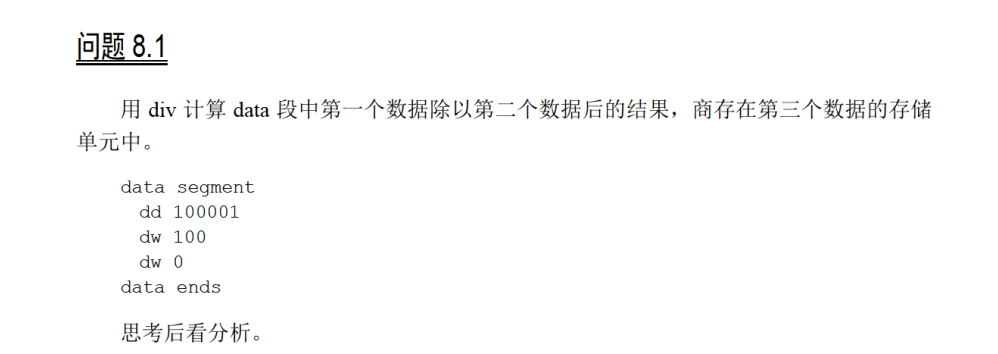 问题 8.1
用 div 计算 data 段中第一个数据除以第二个数据后的结果，商存在第三个数据的存储
单元中。
data segment
dd 100001
dw 100
dw 0
data ends
思考后看分析。